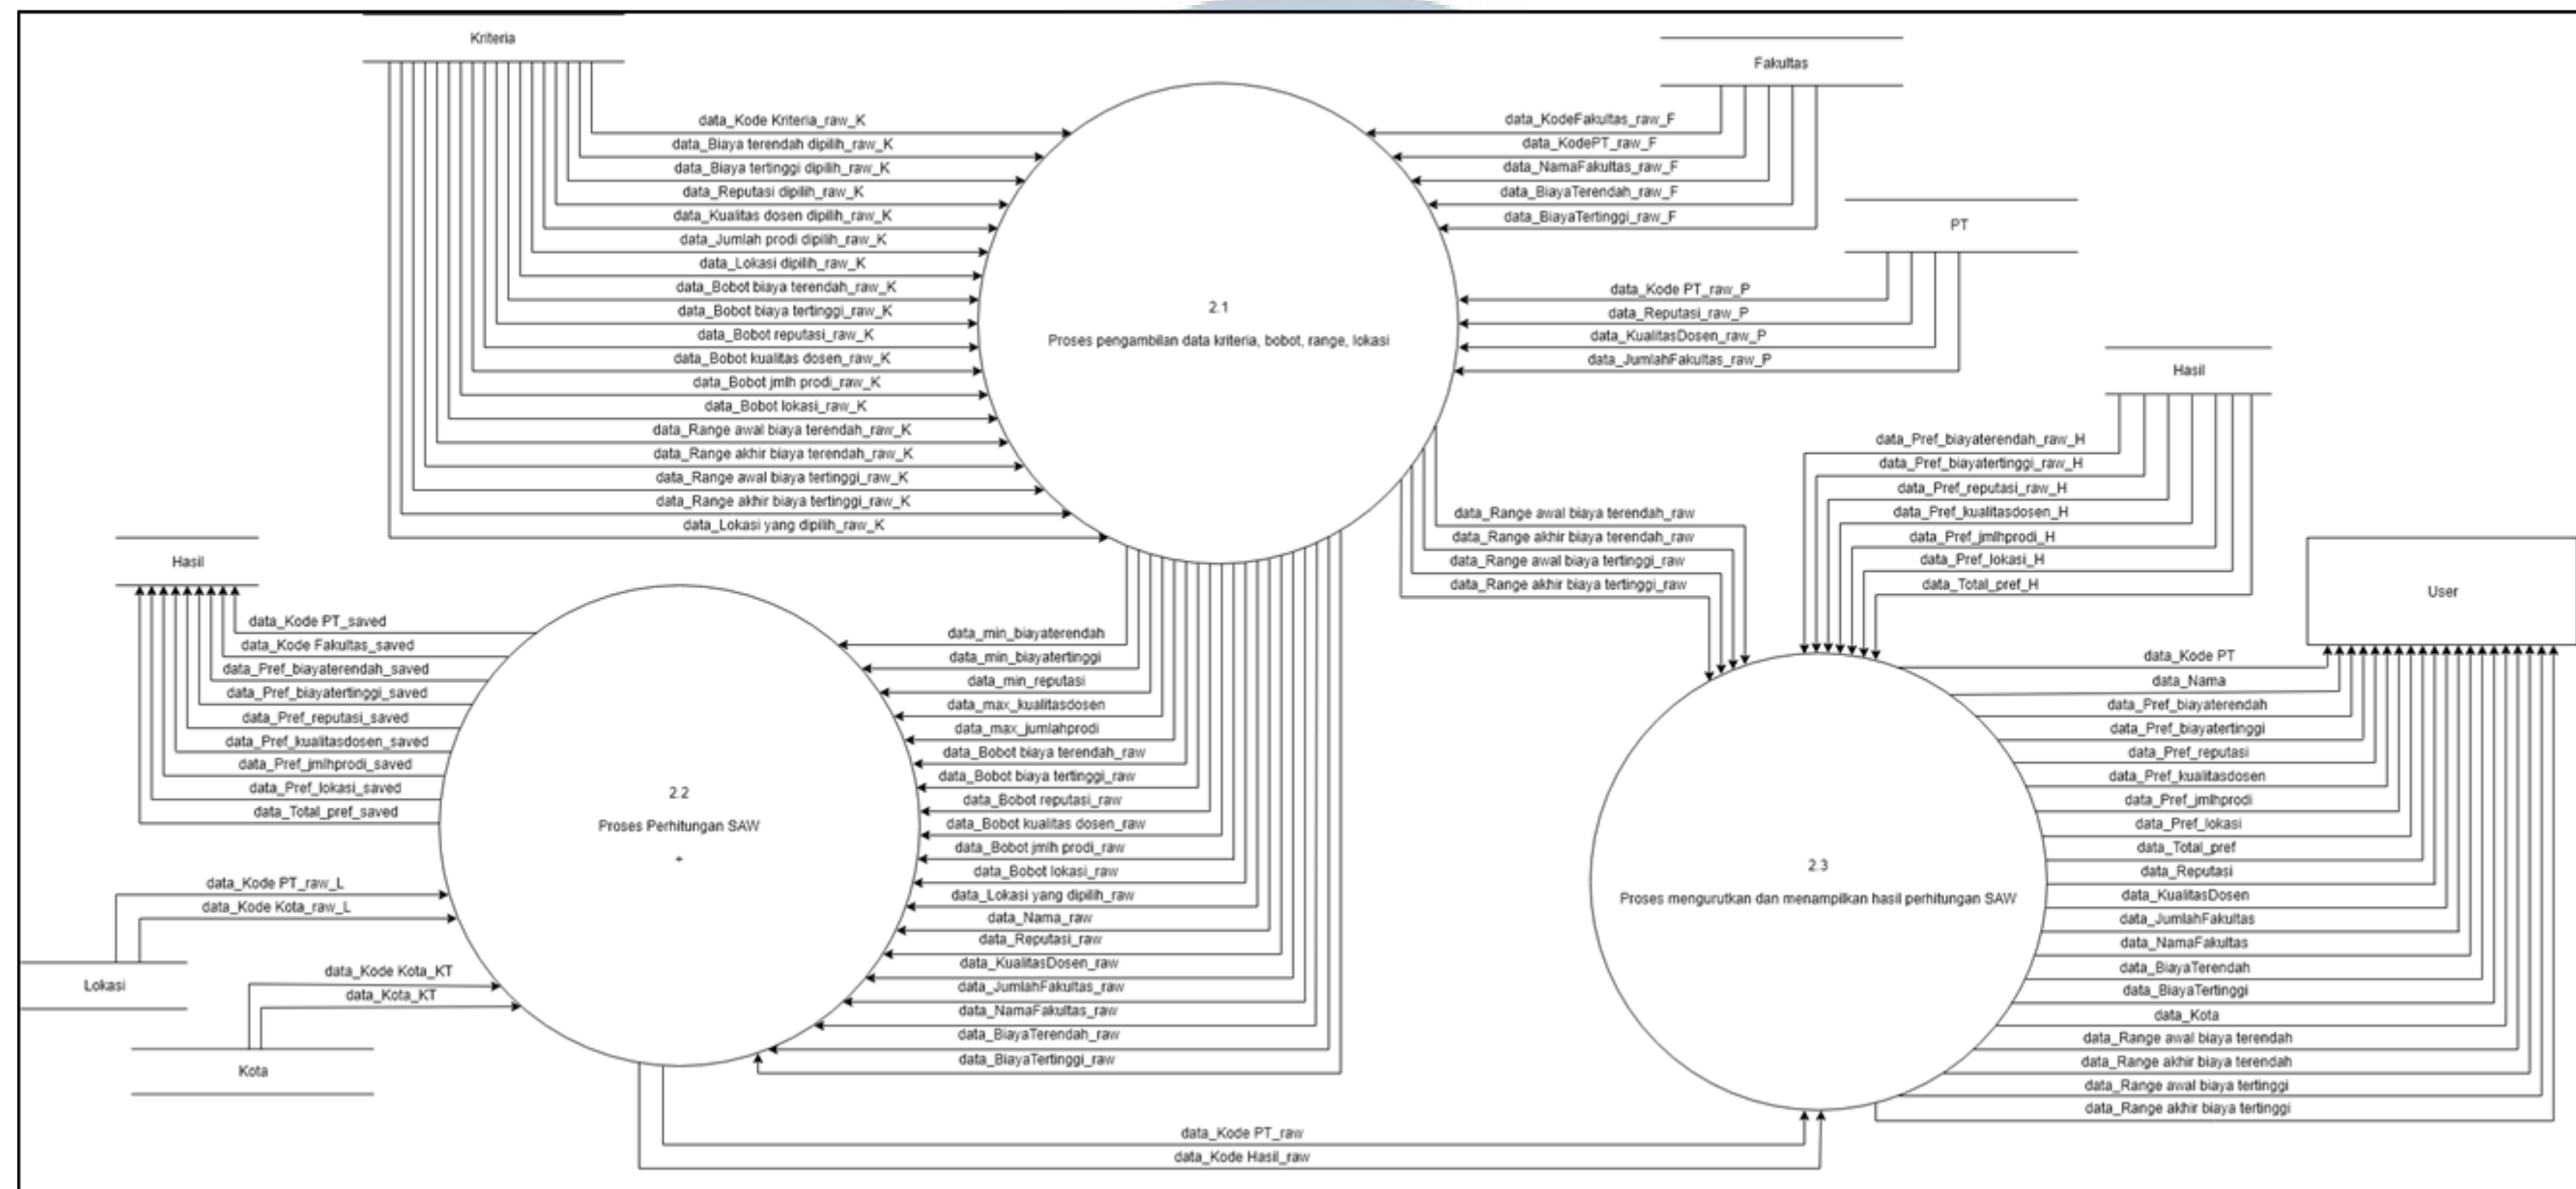 Kriteria
data_Kode Kriteria_raw_K
data_Biaya terendah dipilih_raw_K
data_Biaya tertinggi dipilih_raw_K
data_Reputasi dipilih_raw_K
data_Kualitas dosen dipilih_raw_K
data_Jumlah prodi dipilih_raw_K
data_Lokasi dipilih_raw_K
data_Bobot biaya terendah_raw_K
data_Bobot biaya tertinggi_raw_K
data_Bobot reputasi_raw_K
data_Bobot kualitas dosen_raw_K
data_Bobot jmlh prodi_raw_K
data_Bobot lokasi_raw_K
data_Range awal biaya terendah_raw_K
data_Range akhir biaya terendah_raw_K
data_Range awal biaya tertinggi_raw_K
data_Range akhir biaya tertinggi_raw_K
data_Lokasi yang dipilih_raw_K
2.1
Proses pengambilan data kriteria, bobot, range, lokasi
Fakultas
data_KodeFakultas_raw_F
data_KodePT_raw_F
data_NamaFakultas_raw_F
data_BiayaTerendah_raw_F
data_BiayaTertinggi_raw_F
PT
data_Kode PT_raw_P
data_Reputasi_raw_P
data_KualitasDosen_raw_P
data_JumlahFakultas_raw_P
Hasil
data_Pref_biayaterendah_raw_H
data_Pref_biayatertinggi_raw_H
data_Pref_reputasi_raw_H
data_Pref_kualitasdosen_H
data_Pref_jmlhprodi_H
data_Pref_lokasi_H
data_Total_pref_H
data_Range awal biaya terendah_raw
data_Range akhir biaya terendah_raw
data_Range awal biaya tertinggi_raw
data_Range akhir biaya tertinggi_raw
Hasil
data_Kode PT_saved
data_Kode Fakultas_saved
data_Pref_biayaterendah_saved
data_Pref_biayatertinggi_saved
data_Pref_reputasi_saved
data_Pref_kualitasdosen_saved
data_Pref_jmlhprodi_saved
data_Pref_lokasi_saved
data_Total_pref_saved
2.2
Proses Perhitungan SAW
+
data_min_biayaterendah
data_min_biayatertinggi
data_min_reputasi
data_max_kualitasdosen
data_max_jumlahprodi
data_Bobot biaya terendah_raw
data_Bobot biaya tertinggi_raw
data_Bobot reputasi_raw
data_Bobot kualitas dosen_raw
data_Bobot jmlh prodi_raw
data_Bobot lokasi_raw
data_Lokasi yang dipilih_raw
data_Nama_raw
data_Reputasi_raw
data_KualitasDosen_raw
data_JumlahFakultas_raw
data_NamaFakultas_raw
data_BiayaTerendah_raw
data_BiayaTertinggi_raw
data_Kode PT_raw_L
data_Kode Kota_raw_L
Lokasi
data_Kode Kota_KT
data_Kota_KT
Kota
data_Kode PT_raw
data_Kode Hasil_raw
2.3
Proses mengurutkan dan menampilkan hasil perhitungan SAW
User
data_Kode PT
data_Nama
data_Pref_biayaterendah
data_Pref_biayatertinggi
data_Pref_reputasi
data_Pref_kualitasdosen
data_Pref_jmlhprodi
data_Pref_lokasi
data_Total_pref
data_Reputasi
data_KualitasDosen
data_JumlahFakultas
data_NamaFakultas
data_BiayaTerendah
data_BiayaTertinggi
data_Kota
data_Range awal biaya terendah
data_Range akhir biaya terendah
data_Range awal biaya tertinggi
data_Range akhir biaya tertinggi